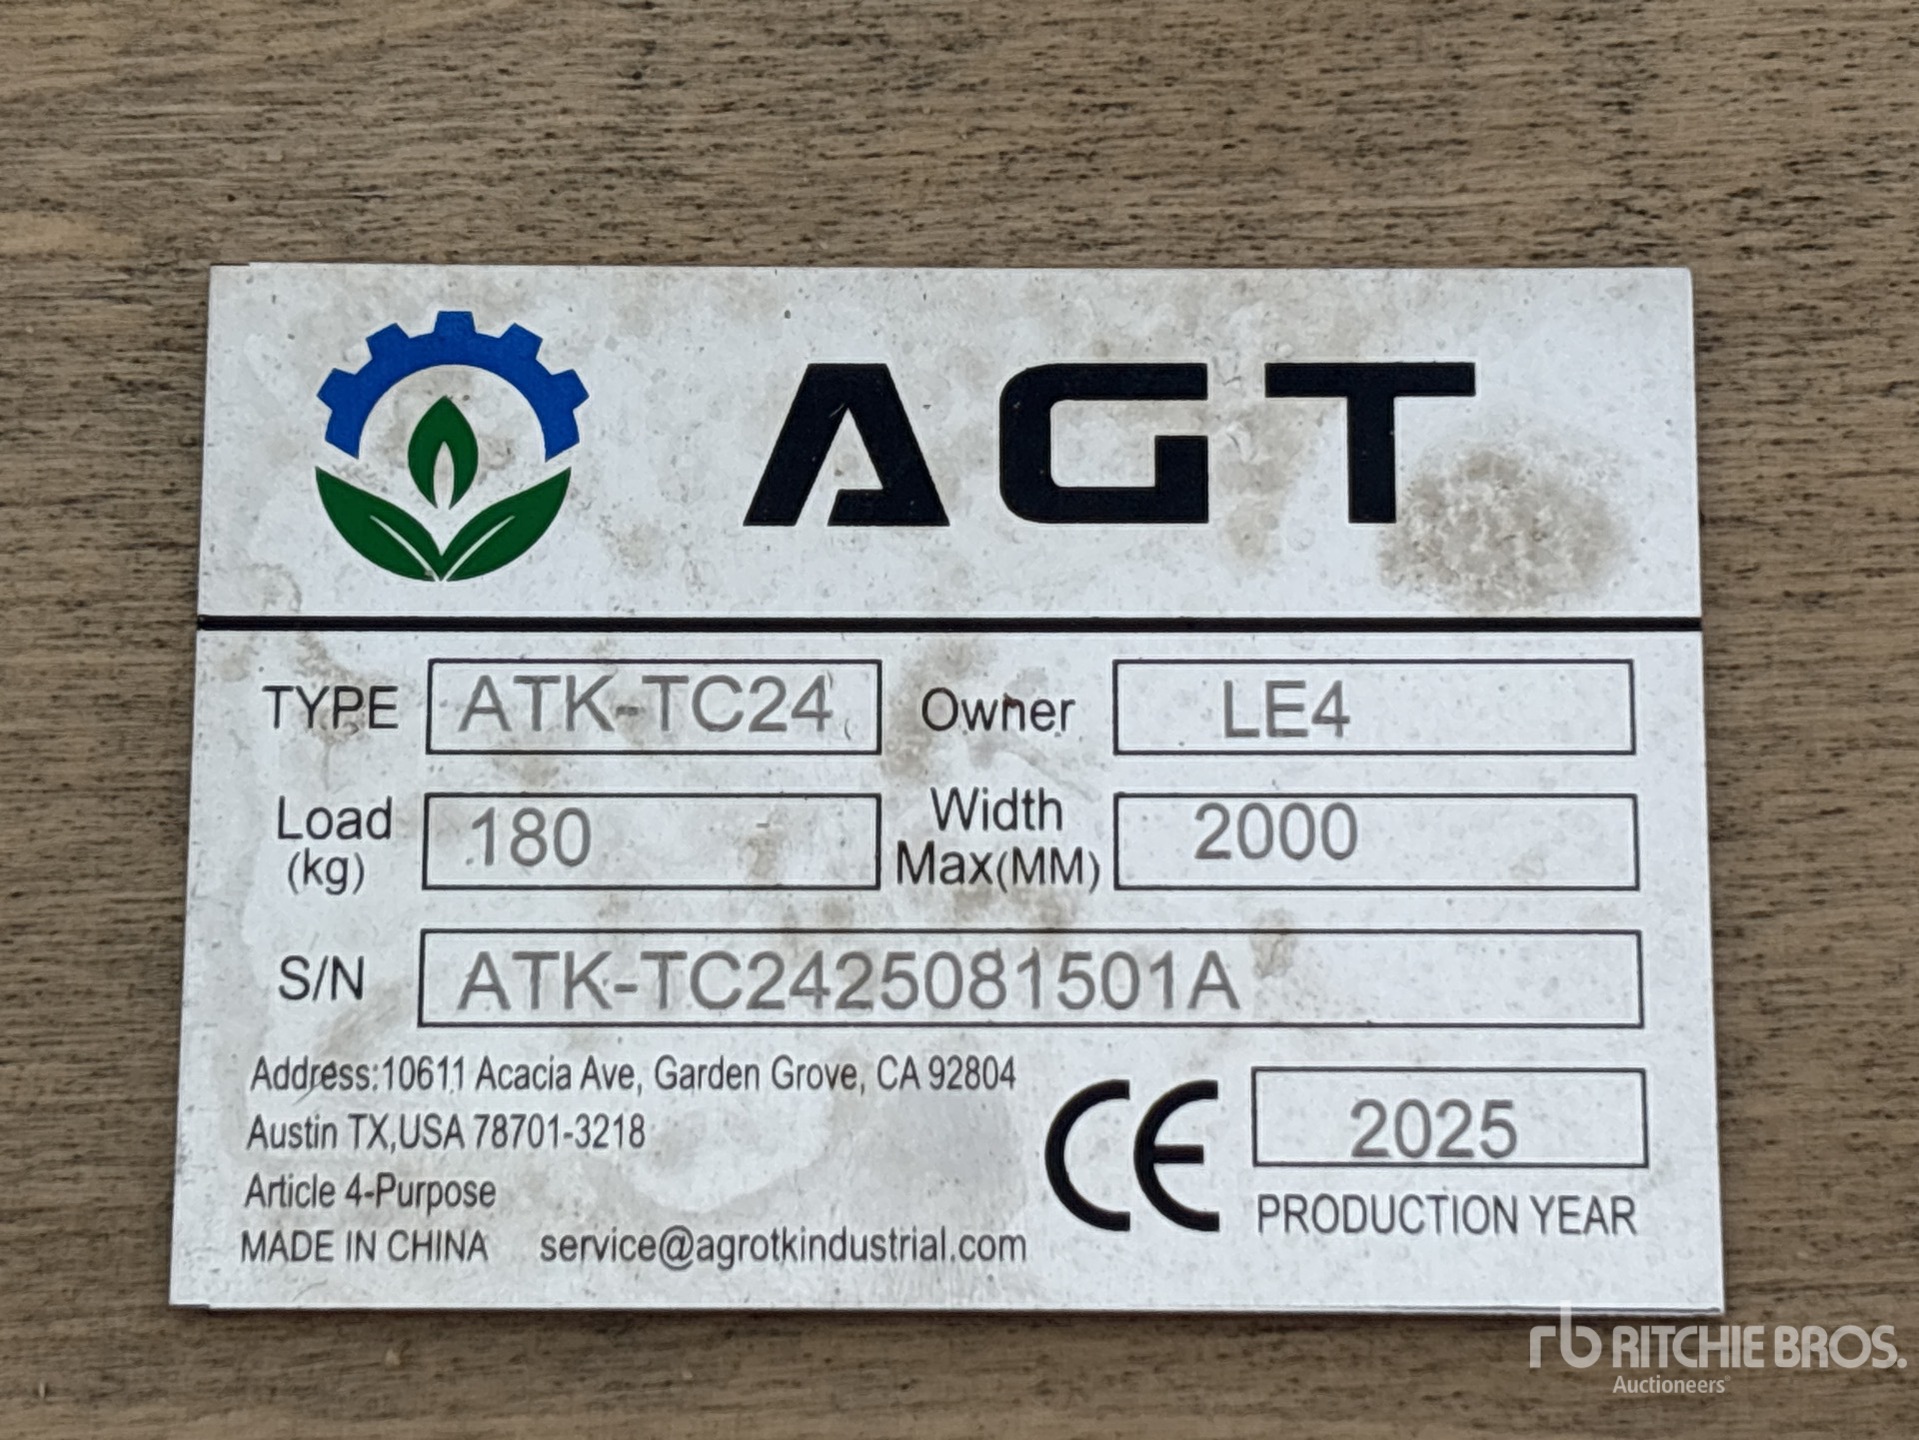 AGT
TYPE ATK-TC24 Owner LE4
Load (kg) 180 Width Max(MM) 2000
S/N ATK-TC2425081501A
Address:10611 Acacia Ave, Garden Grove, CA 92804
Austin TX,USA 78701-3218
Article 4-Purpose
MADE IN CHINA service@agrotkindustrial.com
CE 2025
PRODUCTION YEAR
rb RITCHIE BROS.
Auctioneers